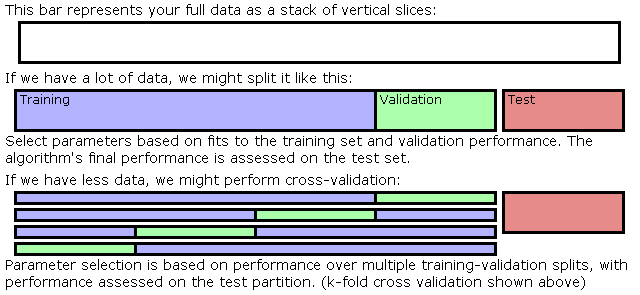 This bar represents your full data as a stack of vertical slices:
If we have a lot of data, we might split it like this:
Training Validation Test
Select parameters based on fits to the training set and validation performance. The
algorithm's final performance is assessed on the test set.
If we have less data, we might perform cross-validation:
Parameter selection is based on performance over multiple training-validation splits, with
performance assessed on the test partition. (k-fold cross validation shown above)